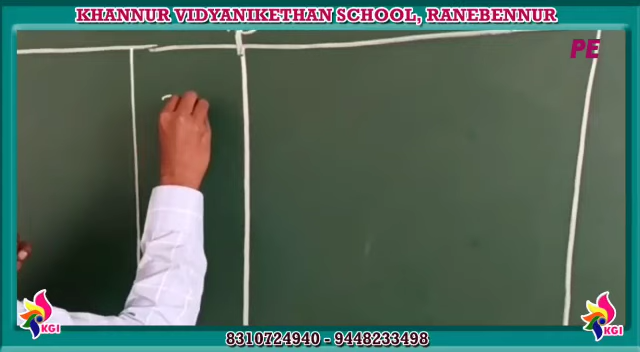 KHANNUR VIDYANIKETHAN SCHOOL, RANEBENNUR
PE
KGI
KGI
8310724940 - 9448233498